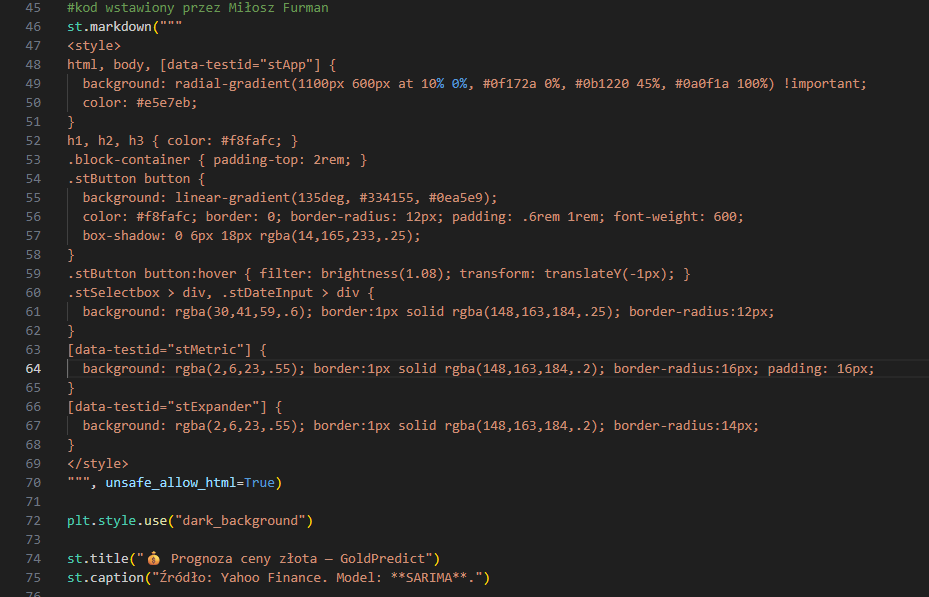 45 #kod wstawiony przez Miłosz Furman
46 st.markdown("""
47 <style>
48 html, body, [data-testid="stApp"] {
49   background: radial-gradient(1100px 600px at 10% 0%, #0f172a 0%, #0b1220 45%, #0a0f1a 100%) !important;
50   color: #e5e7eb;
51 }
52 h1, h2, h3 { color: #f8fafc; }
53 .block-container { padding-top: 2rem; }
54 .stButton button {
55   background: linear-gradient(135deg, #334155, #0ea5e9);
56   color: #f8fafc; border: 0; border-radius: 12px; padding: .6rem 1rem; font-weight: 600;
57   box-shadow: 0 6px 18px rgba(14,165,233,.25);
58 }
59 .stButton button:hover { filter: brightness(1.08); transform: translateY(-1px); }
60 .stSelectbox > div, .stDateInput > div {
61   background: rgba(30,41,59,.6); border:1px solid rgba(148,163,184,.25); border-radius:12px;
62 }
63 [data-testid="stMetric"] {
64   background: rgba(2,6,23,.55); border:1px solid rgba(148,163,184,.2); border-radius:16px; padding: 16px;
65 }
66 [data-testid="stExpander"] {
67   background: rgba(2,6,23,.55); border:1px solid rgba(148,163,184,.2); border-radius:14px;
68 }
69 </style>
70 """, unsafe_allow_html=True)
71
72 plt.style.use("dark_background")
73
74 st.title("💰 Prognoza ceny złota — GoldPredict")
75 st.caption("Źródło: Yahoo Finance. Model: **SARIMA**.")
76